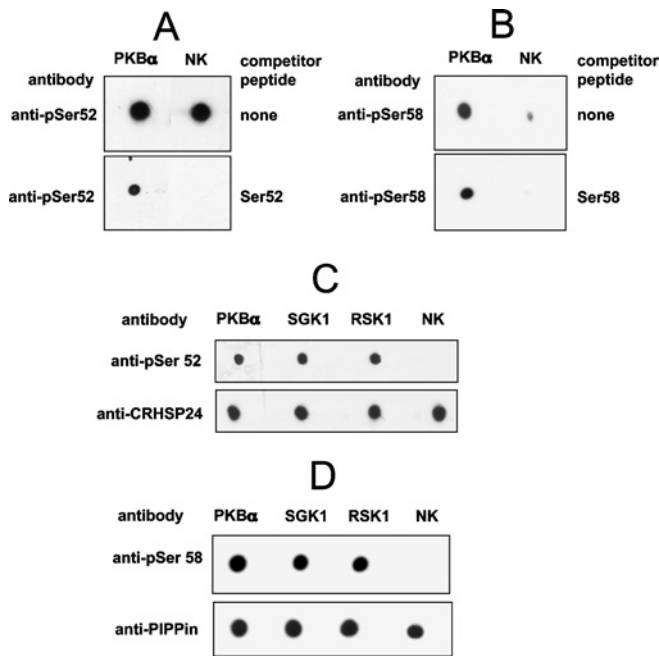 A
PKBα NK competitor peptide
antibody
anti-pSer52 none
anti-pSer52 Ser52
B
PKBα NK competitor peptide
antibody
anti-pSer58 none
anti-pSer58 Ser58
C
antibody PKBα SGK1 RSK1 NK
anti-pSer 52
anti-CRHSP24
D
antibody PKBα SGK1 RSK1 NK
anti-pSer 58
anti-PIPPin